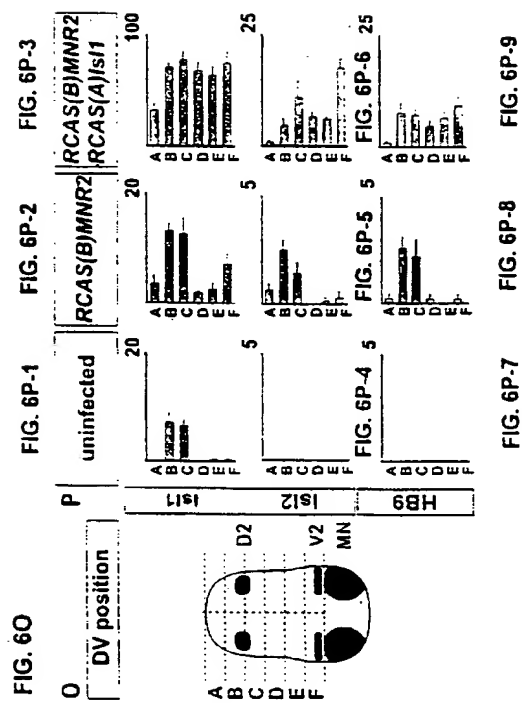 FIG. 6O
O
DV position
A
B
C
D
E
F
D2
V2
MN
FIG. 6P-1
FIG. 6P-2
FIG. 6P-3
P
uninfected
RCAS(B)MNR2
RCAS(B)MNR2
RCAS(A)Isl1
Isl1
20
A
B
C
D
E
F
20
A
B
C
D
E
F
100
A
B
C
D
E
F
FIG. 6P-4
FIG. 6P-5
FIG. 6P-6
Isl2
5
A
B
C
D
E
F
5
A
B
C
D
E
F
25
A
B
C
D
E
F
FIG. 6P-7
FIG. 6P-8
FIG. 6P-9
HB9
5
A
B
C
D
E
F
5
A
B
C
D
E
F
25
A
B
C
D
E
F